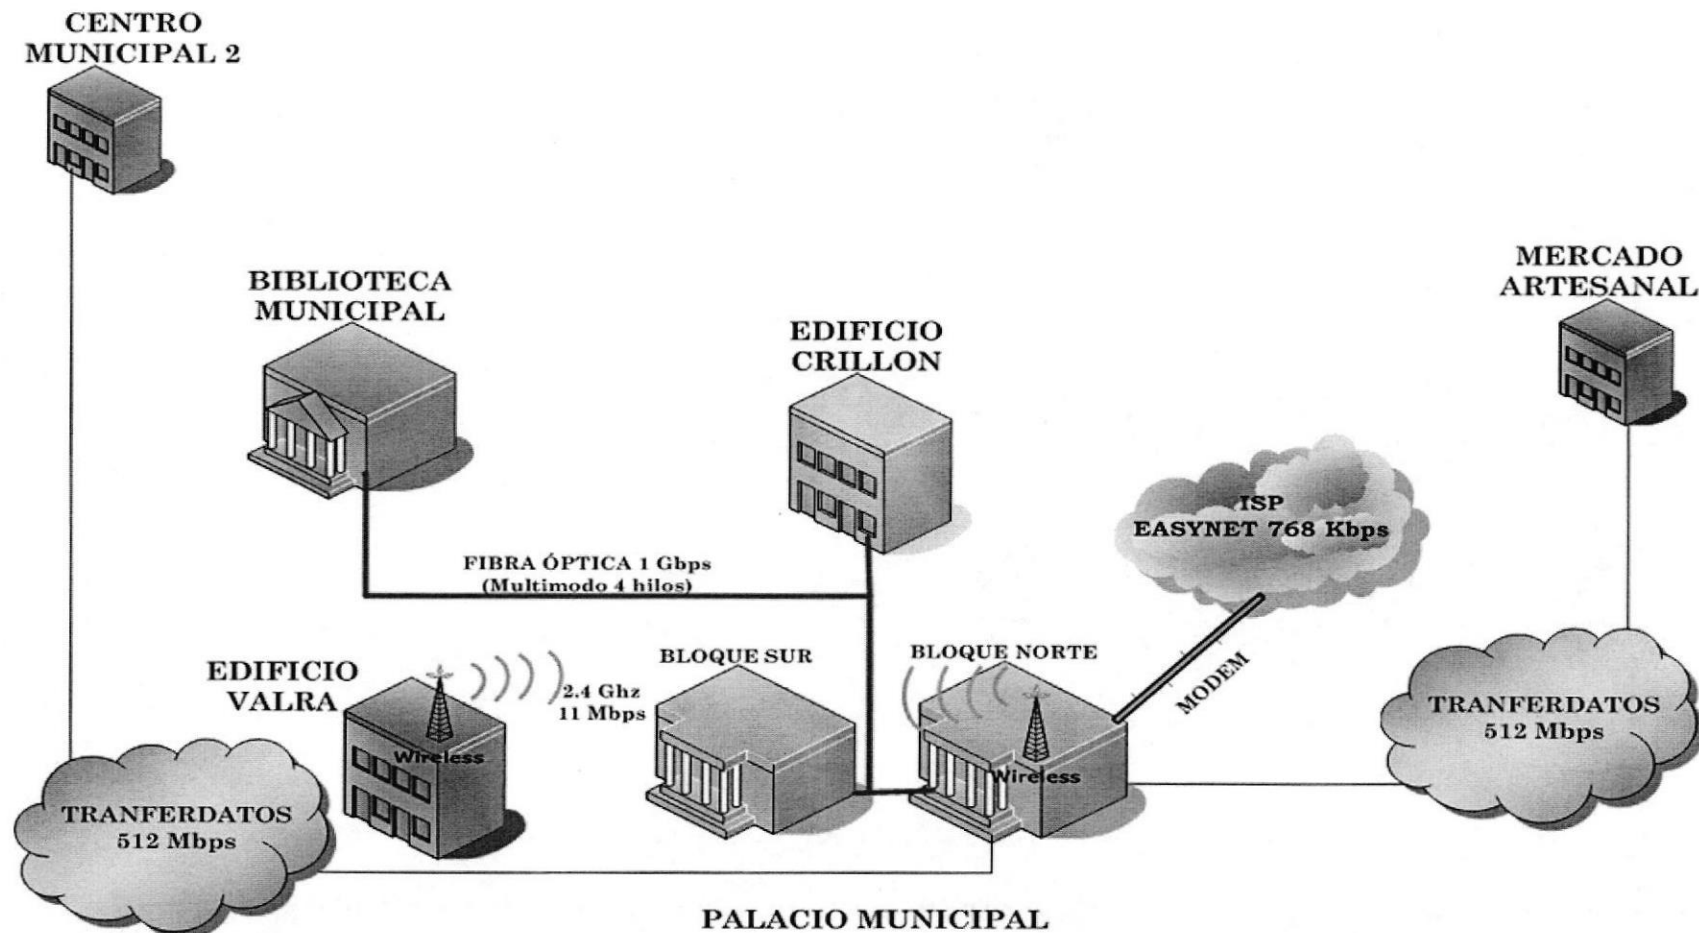 CENTRO
MUNICIPAL 2
BIBLIOTECA
MUNICIPAL
EDIFICIO
CRILLON
MERCADO
ARTESANAL
ISP
EASYNET 768 Kbps
FIBRA ÓPTICA 1 Gbps
(Multimodo 4 hilos)
EDIFICIO
VALRA
2.4 Ghz
11 Mbps
Wireless
BLOQUE SUR
BLOQUE NORTE
Wireless
MODEM
TRANFERDATOS
512 Mbps
TRANFERDATOS
512 Mbps
PALACIO MUNICIPAL